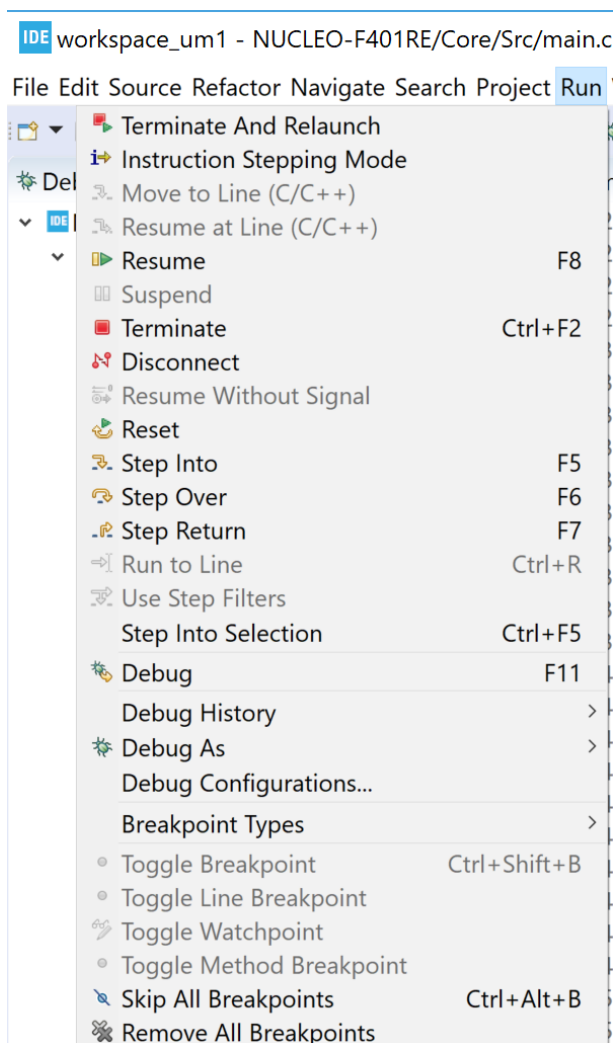 IDE workspace_um1 - NUCLEO-F401RE/Core/Src/main.c
File Edit Source Refactor Navigate Search Project Run
Terminate And Relaunch
Instruction Stepping Mode
Move to Line (C/C++)
Resume at Line (C/C++)
Resume F8
Suspend
Terminate Ctrl+F2
Disconnect
Resume Without Signal
Reset
Step Into F5
Step Over F6
Step Return F7
Run to Line Ctrl+R
Use Step Filters
Step Into Selection Ctrl+F5
Debug F11
Debug History
Debug As
Debug Configurations...
Breakpoint Types
Toggle Breakpoint Ctrl+Shift+B
Toggle Line Breakpoint
Toggle Watchpoint
Toggle Method Breakpoint
Skip All Breakpoints Ctrl+Alt+B
Remove All Breakpoints